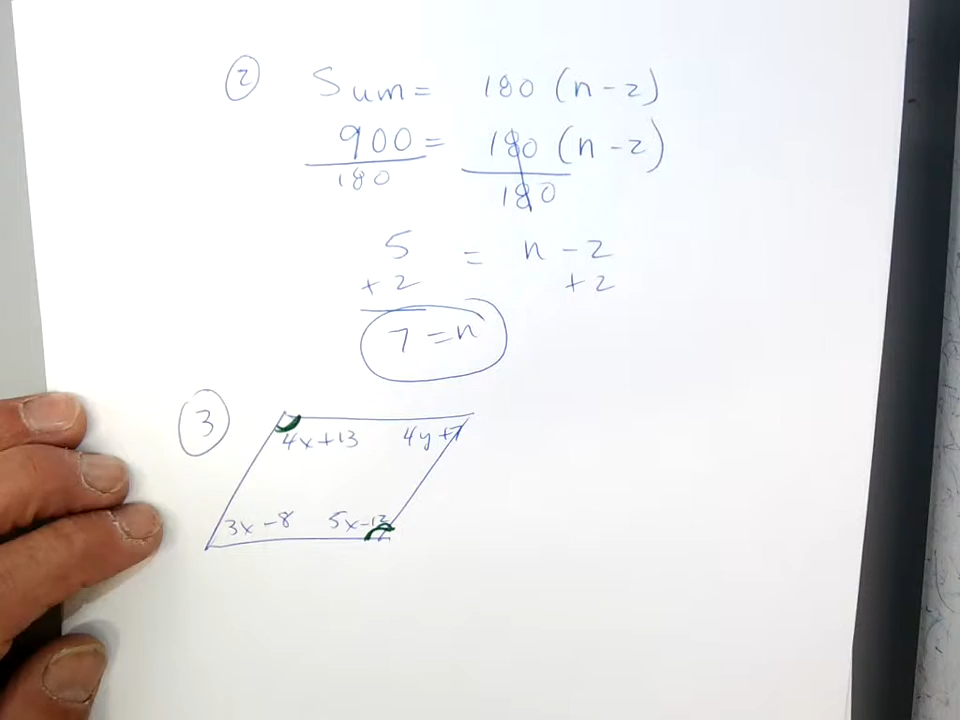 ② Sum = 180 (n - 2)
900 = 180 (n - 2)
180 180
5 = n - 2
+2 +2
7 = n
③
4x+13 4y+7
3x-8 5x-13